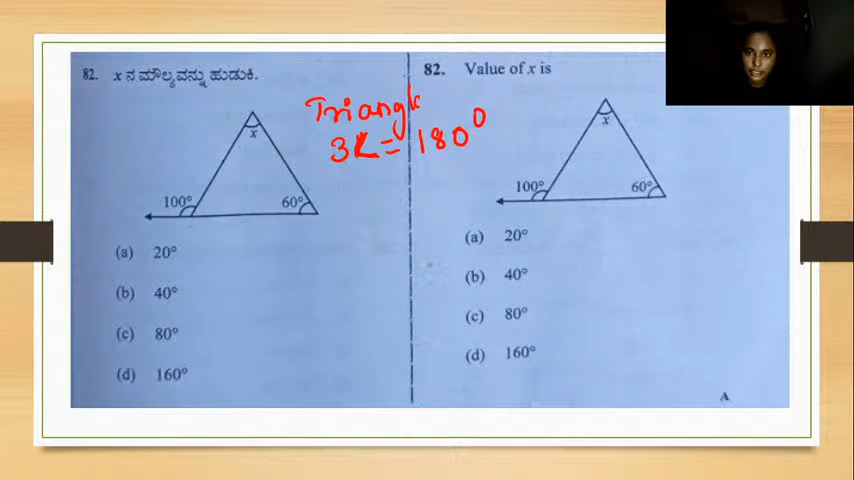 82. x ನ ಮೌಲ್ಯವನ್ನು ಹುಡುಕಿ.
x
100°
60°
(a) 20°
(b) 40°
(c) 80°
(d) 160°
Triangle
3∠= 180⁰
82. Value of x is
x
100°
60°
(a) 20°
(b) 40°
(c) 80°
(d) 160°
A